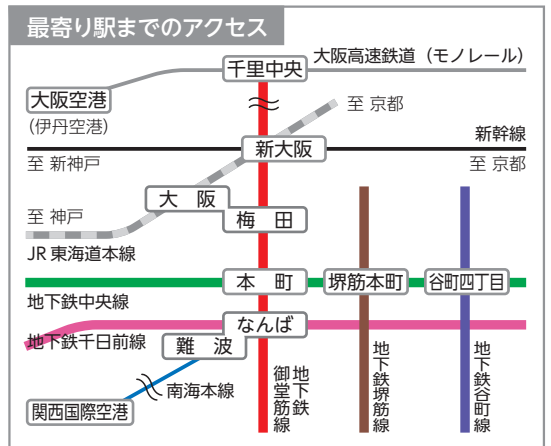 最寄り駅までのアクセス
大阪高速鉄道（モノレール）
千里中央
大阪空港
(伊丹空港)
至 京都
新幹線
新大阪
至 新神戸
至 京都
大 阪
至 神戸
梅 田
JR東海道本線
本 町
堺筋本町
谷町四丁目
地下鉄中央線
なんば
地下鉄千日前線
難 波
南海本線
関西国際空港
地下鉄
御堂筋線
地下鉄堺筋線
地下鉄谷町線